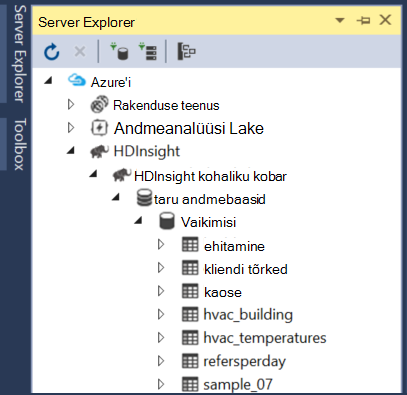 Server Explorer
Toolbox
Server Explorer
Azure'i
Rakenduse teenus
Andmeanalüüsi Lake
HDInsight
HDInsight kohaliku kobar
taru andmebaasid
Vaikimisi
ehitamine
kliendi tõrked
kaose
hvac_building
hvac_temperatures
refersperday
sample_07